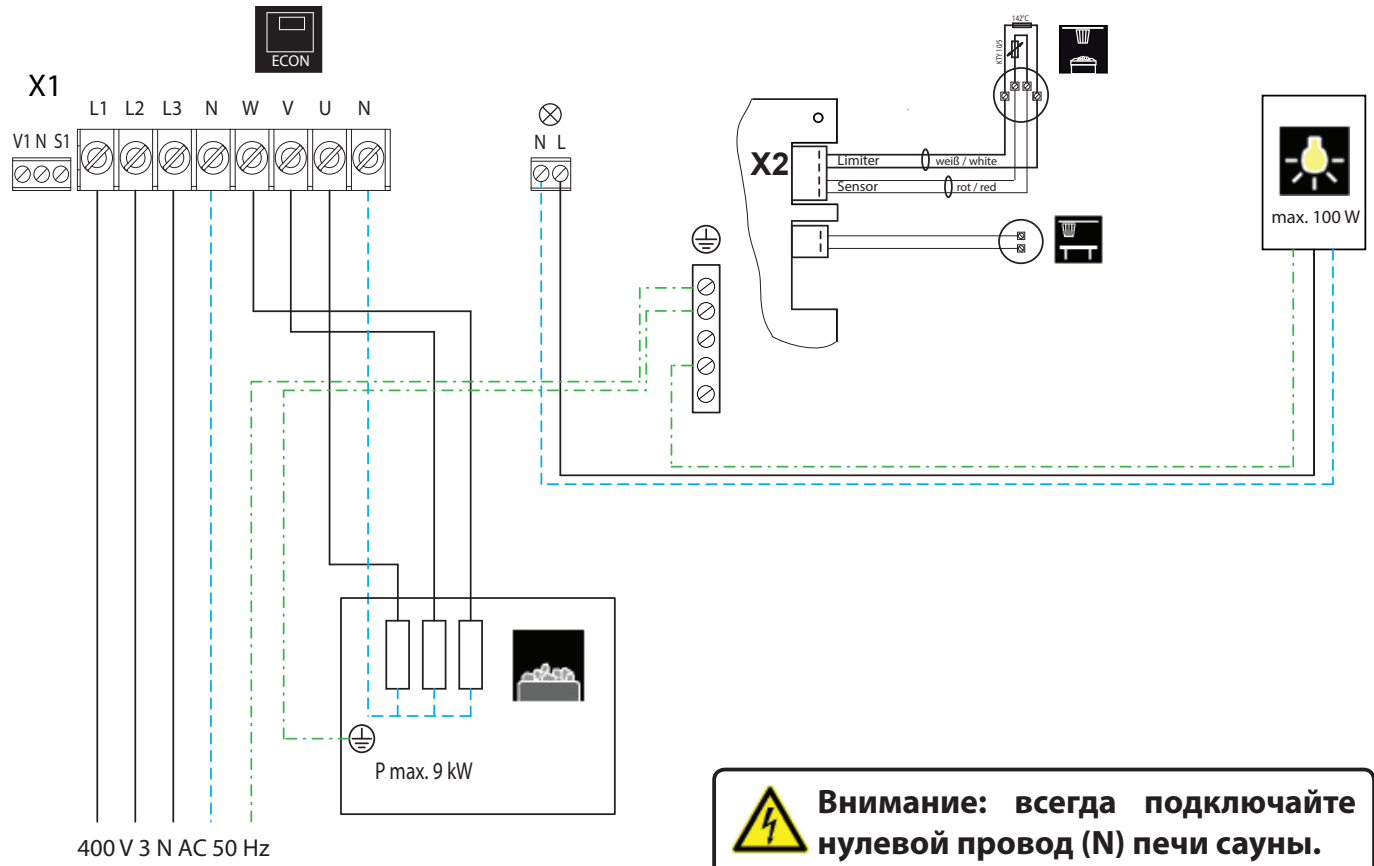 ECON
X1
L1 L2 L3 N W V U N
V1 N S1
N L
142°C
KTY 10/5
X2
Limiter weiß / white
Sensor rot / red
max. 100 W
P max. 9 kW
400 V 3 N AC 50 Hz
Внимание: всегда подключайте
нулевой провод (N) печи сауны.